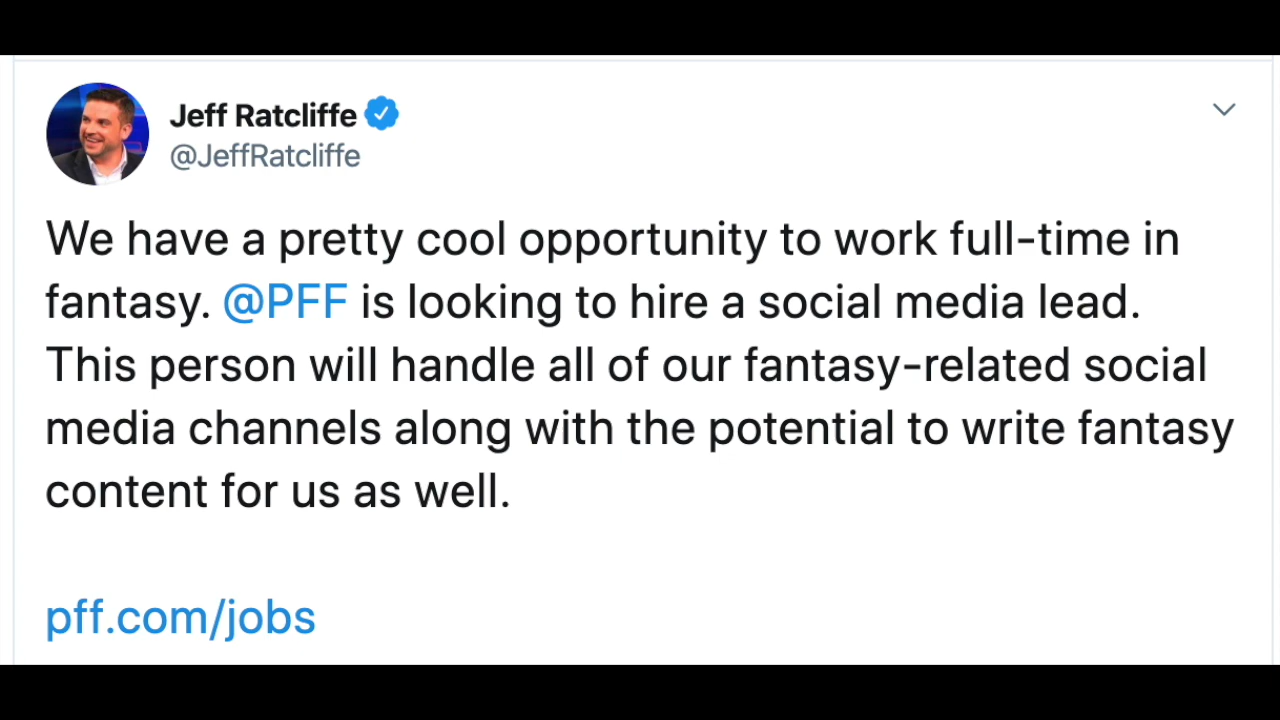 Jeff Ratcliffe
@JeffRatcliffe
We have a pretty cool opportunity to work full-time in
fantasy. @PFF is looking to hire a social media lead.
This person will handle all of our fantasy-related social
media channels along with the potential to write fantasy
content for us as well.
pff.com/jobs